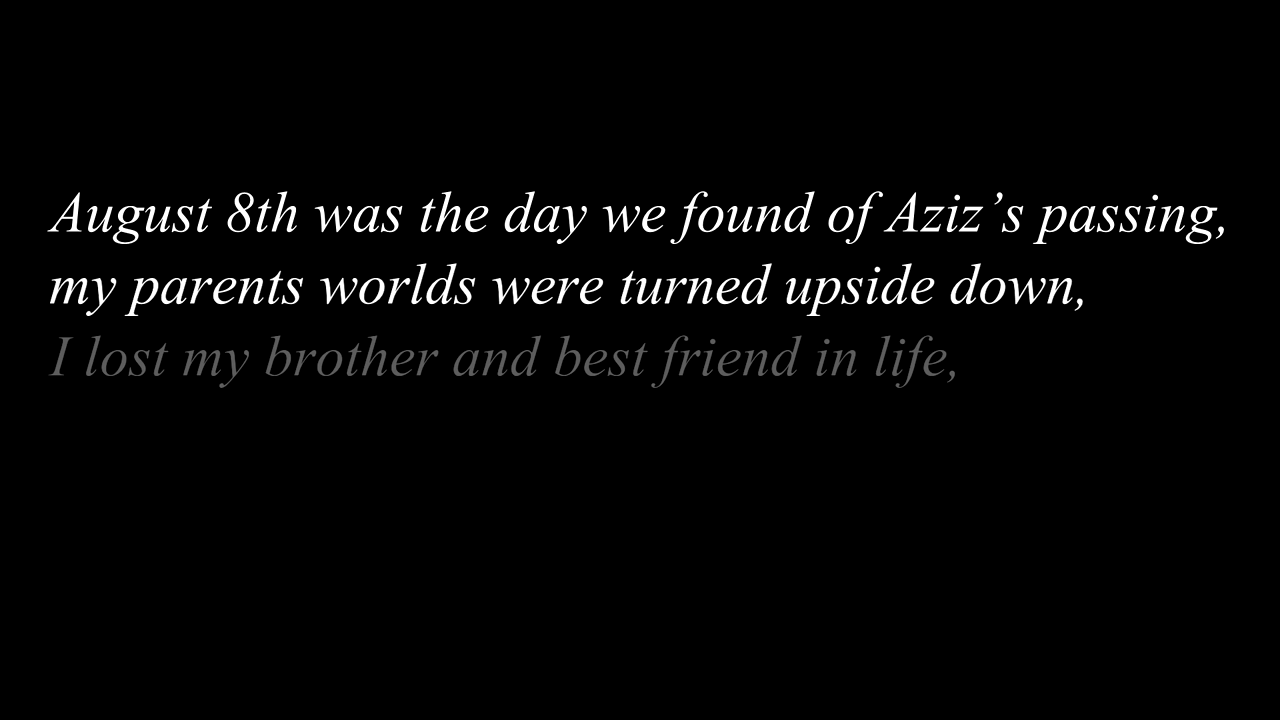 August 8th was the day we found of Aziz’s passing,
my parents worlds were turned upside down,
I lost my brother and best friend in life,